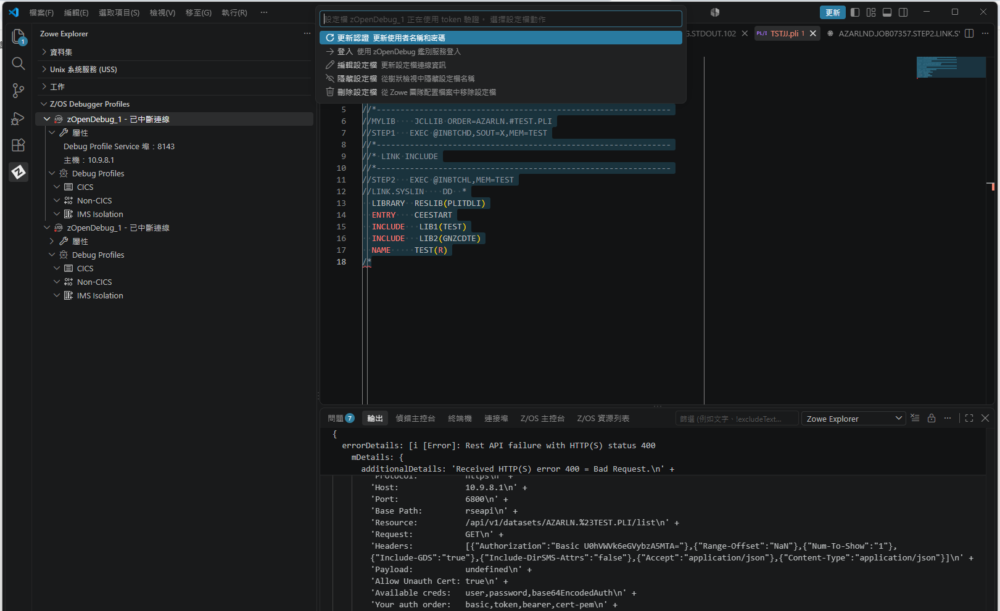 檔案(F) 編輯(E) 選取項目(S) 檢視(V) 移至(G) 執行(R) ···
更新
設定檔 zOpenDebug_1 正在使用 token 驗證。 選擇設定檔動作
更新認證 更新使用者名稱和密碼
登入 使用 zOpenDebug 鑑別服務登入
編輯設定檔 更新設定檔連線資訊
隱藏設定檔 從樹狀檢視中隱藏設定檔名稱
刪除設定檔 從 Zowe 團隊配置檔案中移除設定檔
1
Zowe Explorer ···
資料集
Unix 系統服務 (USS)
工作
Z/OS Debugger Profiles
zOpenDebug_1 - 已中斷連線
屬性
Debug Profile Service 埠：8143
主機：10.9.8.1
Debug Profiles
CICS
Non-CICS
IMS Isolation
zOpenDebug_1 - 已中斷連線
屬性
Debug Profiles
CICS
Non-CICS
IMS Isolation
.STDOUT.102
PL/I TSTJJ.pli 1
AZARLND.JOB07357.STEP2.LINK.S
5 //*--------------------------------------------------------------
6 //MYLIB    JCLLIB ORDER=AZARLN.#TEST.PLI
7 //STEP1   EXEC @INBTCHD,SOUT=X,MEM=TEST
8 //*--------------------------------------------------------------
9 //* LINK INCLUDE
10 //*--------------------------------------------------------------
11 //STEP2   EXEC @INBTCHL,MEM=TEST
12 //LINK.SYSLIN    DD  *
13   LIBRARY  RESLIB(PLITDLI)
14   ENTRY    CEESTART
15   INCLUDE   LIB1(TEST)
16   INCLUDE   LIB2(GNZCDTE)
17   NAME     TEST(R)
18 /*
問題 7 輸出 偵錯主控台 終端機 連接埠 Z/OS 主控台 Z/OS 資源列表
篩選 (例如文字、!excludeText...
Zowe Explorer
{
errorDetails: [i [Error]: Rest API failure with HTTP(S) status 400
mDetails: {
additionalDetails: 'Received HTTP(S) error 400 = Bad Request.\n' +
'Protocol:          https\n' +
'Host:              10.9.8.1\n' +
'Port:              6800\n' +
'Base Path:         rseapi\n' +
'Resource:          /api/v1/datasets/AZARLN.%23TEST.PLI/list\n' +
'Request:           GET\n' +
'Headers:           [{"Authorization":"Basic U0hVWVk6eGVybzA5MTA="},{"Range-Offset":"NaN"},{"Num-To-Show":"1"},
{"Include-GDS":"true"},{"Include-DirSMS-Attrs":"false"},{"Accept":"application/json"},{"Content-Type":"application/json"}]\n' +
'Payload:           undefined\n' +
'Allow Unauth Cert: true\n' +
'Available creds:   user,password,base64EncodedAuth\n' +
'Your auth order:   basic,token,bearer,cert-pem\n' +